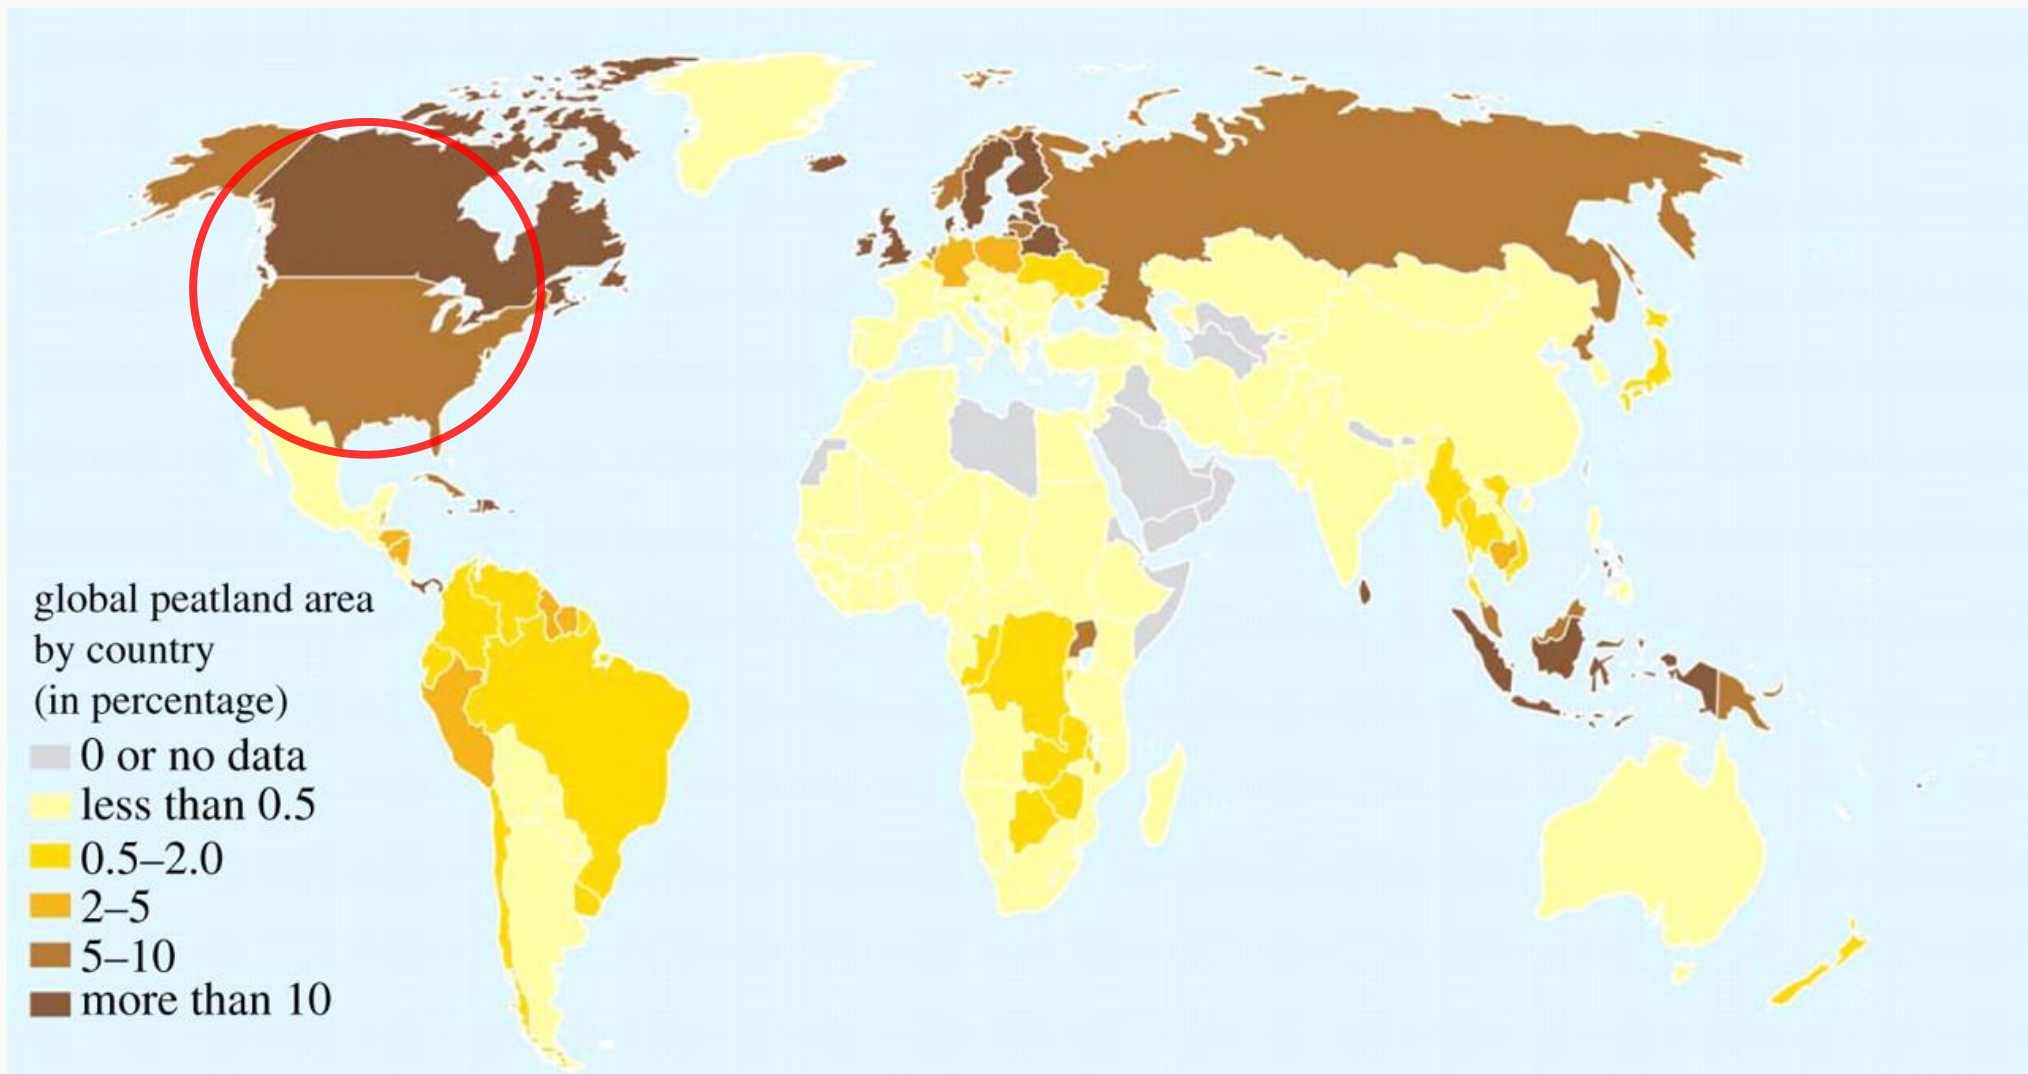 global peatland area
by country
(in percentage)
0 or no data
less than 0.5
0.5–2.0
2–5
5–10
more than 10